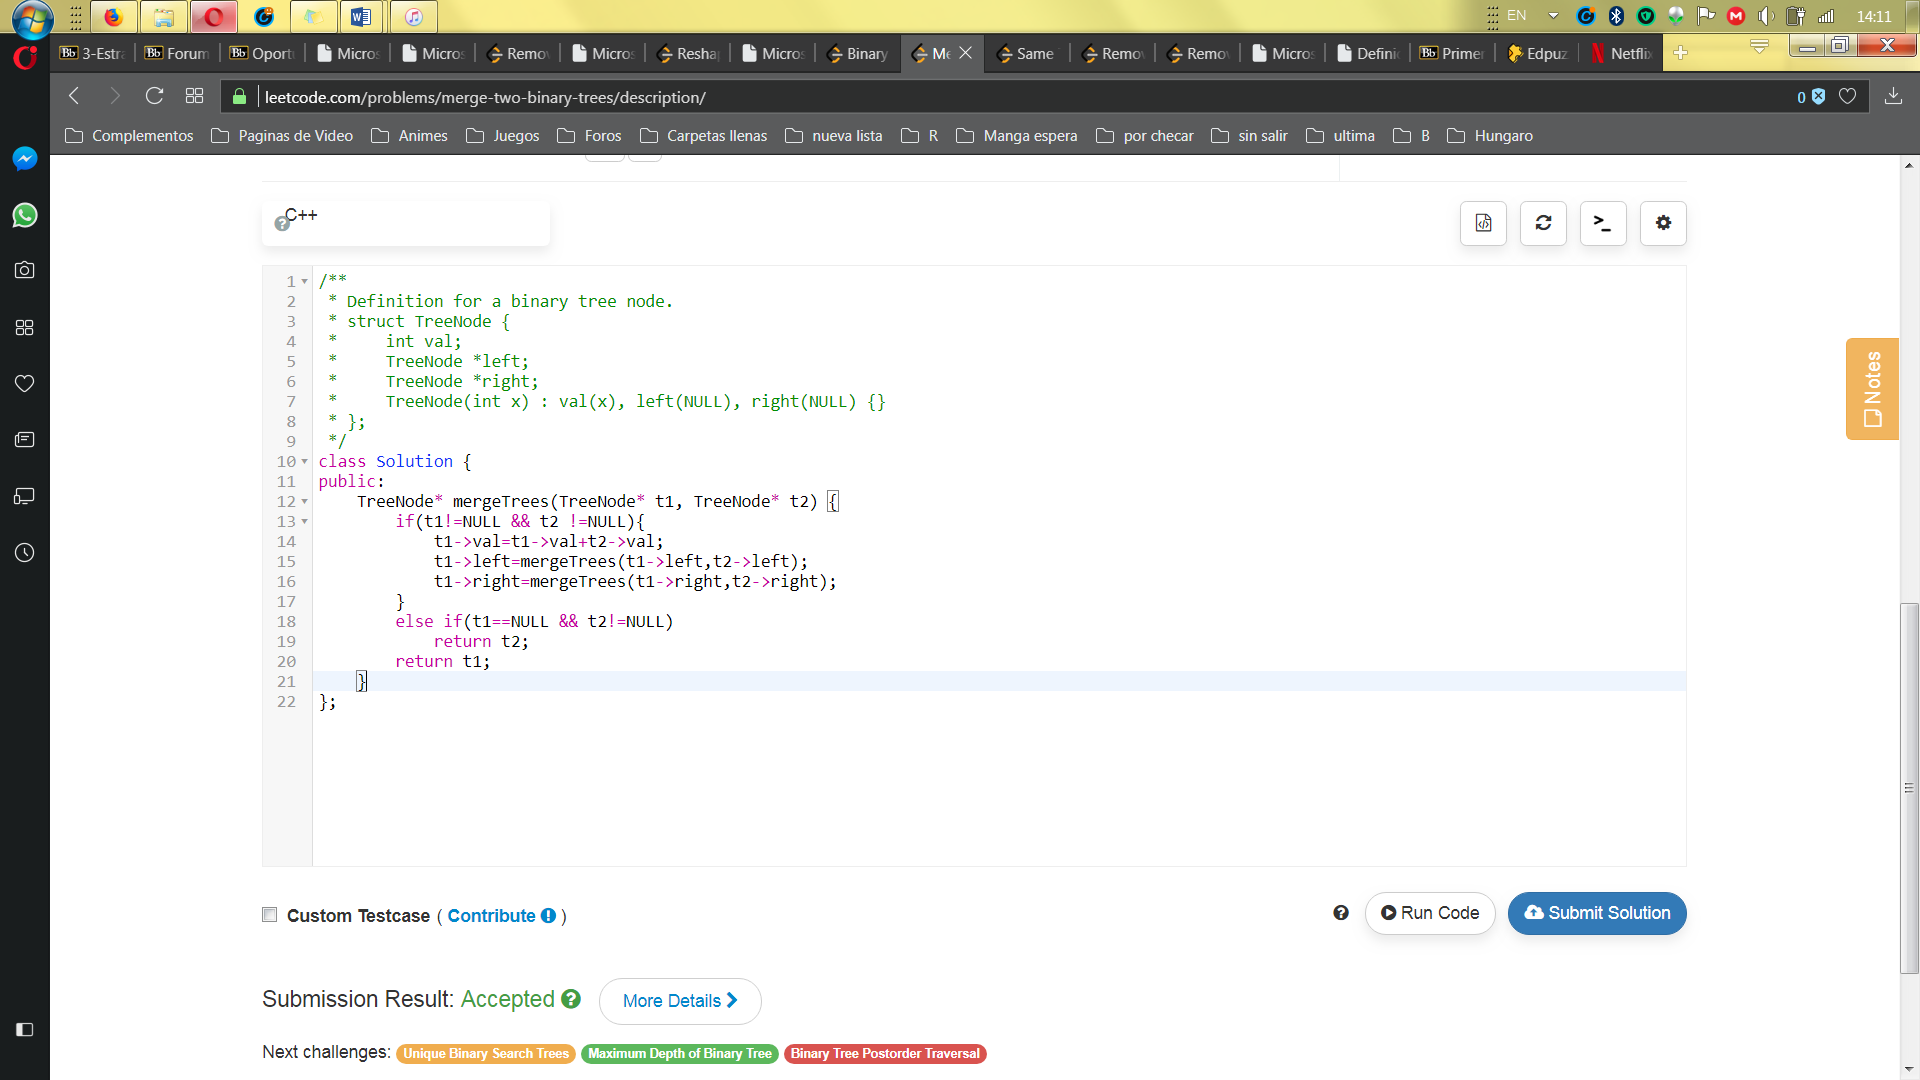 EN
14:11
Bb 3-Estra
Bb Forum
Bb Oport
Micros
Micros
Remov
Micros
Resha
Micros
Binary
Me
Same
Remo
Remo
Micros
Defini
Bb Primer
Edpuz
Netflix
leetcode.com/problems/merge-two-binary-trees/description/
0
Complementos
Paginas de Video
Animes
Juegos
Foros
Carpetas llenas
nueva lista
R
Manga espera
por checar
sin salir
ultima
B
Hungaro
C++
1 /**
2 * Definition for a binary tree node.
3 * struct TreeNode {
4 *     int val;
5 *     TreeNode *left;
6 *     TreeNode *right;
7 *     TreeNode(int x) : val(x), left(NULL), right(NULL) {}
8 * };
9 */
10 class Solution {
11 public:
12     TreeNode* mergeTrees(TreeNode* t1, TreeNode* t2) {
13         if(t1!=NULL && t2 !=NULL){
14             t1->val=t1->val+t2->val;
15             t1->left=mergeTrees(t1->left,t2->left);
16             t1->right=mergeTrees(t1->right,t2->right);
17         }
18         else if(t1==NULL && t2!=NULL)
19             return t2;
20         return t1;
21     }
22 };
Notes
Custom Testcase ( Contribute )
Run Code
Submit Solution
Submission Result: Accepted
More Details
Next challenges: Unique Binary Search Trees Maximum Depth of Binary Tree Binary Tree Postorder Traversal